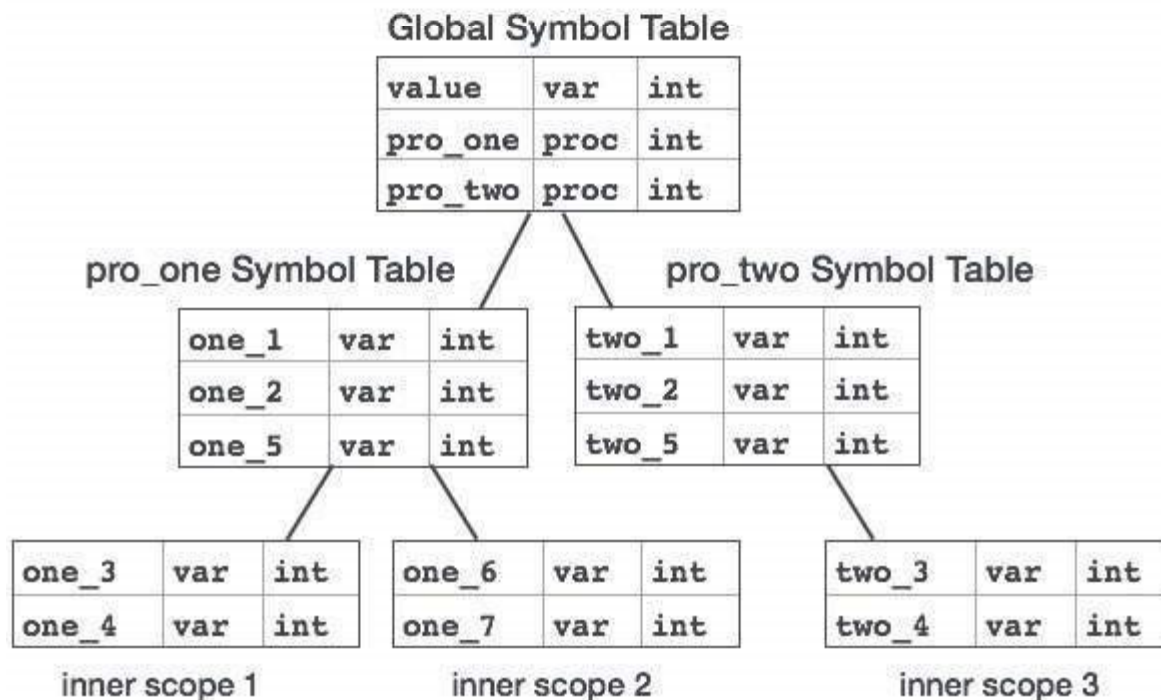 Global Symbol Table
value var int
pro_one proc int
pro_two proc int
pro_one Symbol Table
one_1 var int
one_2 var int
one_5 var int
pro_two Symbol Table
two_1 var int
two_2 var int
two_5 var int
one_3 var int
one_4 var int
inner scope 1
one_6 var int
one_7 var int
inner scope 2
two_3 var int
two_4 var int
inner scope 3